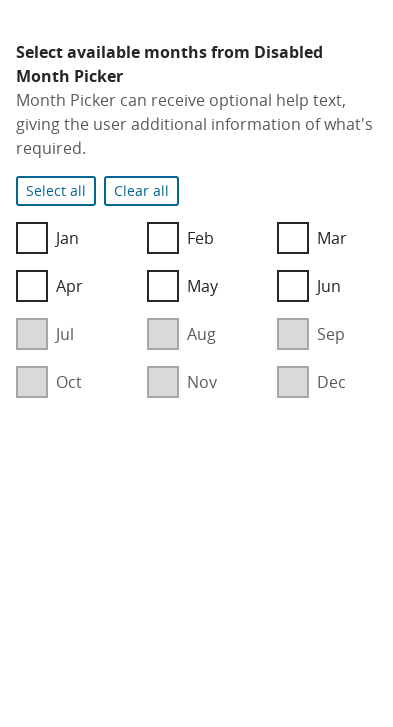 Select available months from Disabled
Month Picker
Month Picker can receive optional help text,
giving the user additional information of what's
required.
Select all Clear all
Jan Feb Mar
Apr May Jun
Jul Aug Sep
Oct Nov Dec